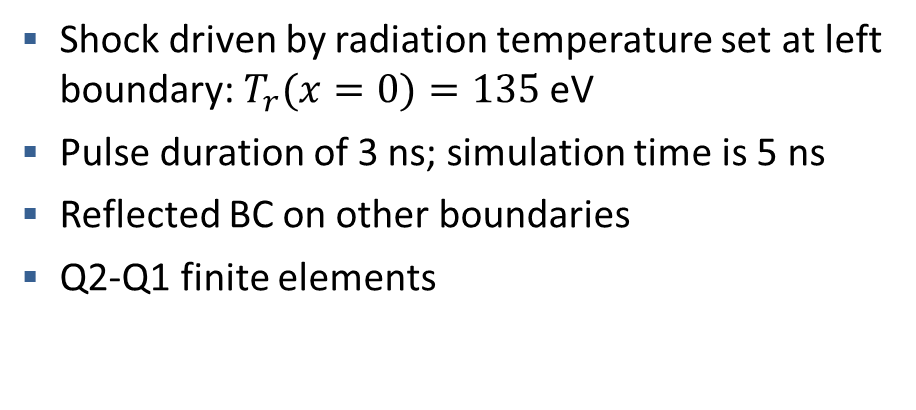 ▪ Shock driven by radiation temperature set at left
boundary: Tᵣ(x = 0) = 135 eV
▪ Pulse duration of 3 ns; simulation time is 5 ns
▪ Reflected BC on other boundaries
▪ Q2-Q1 finite elements